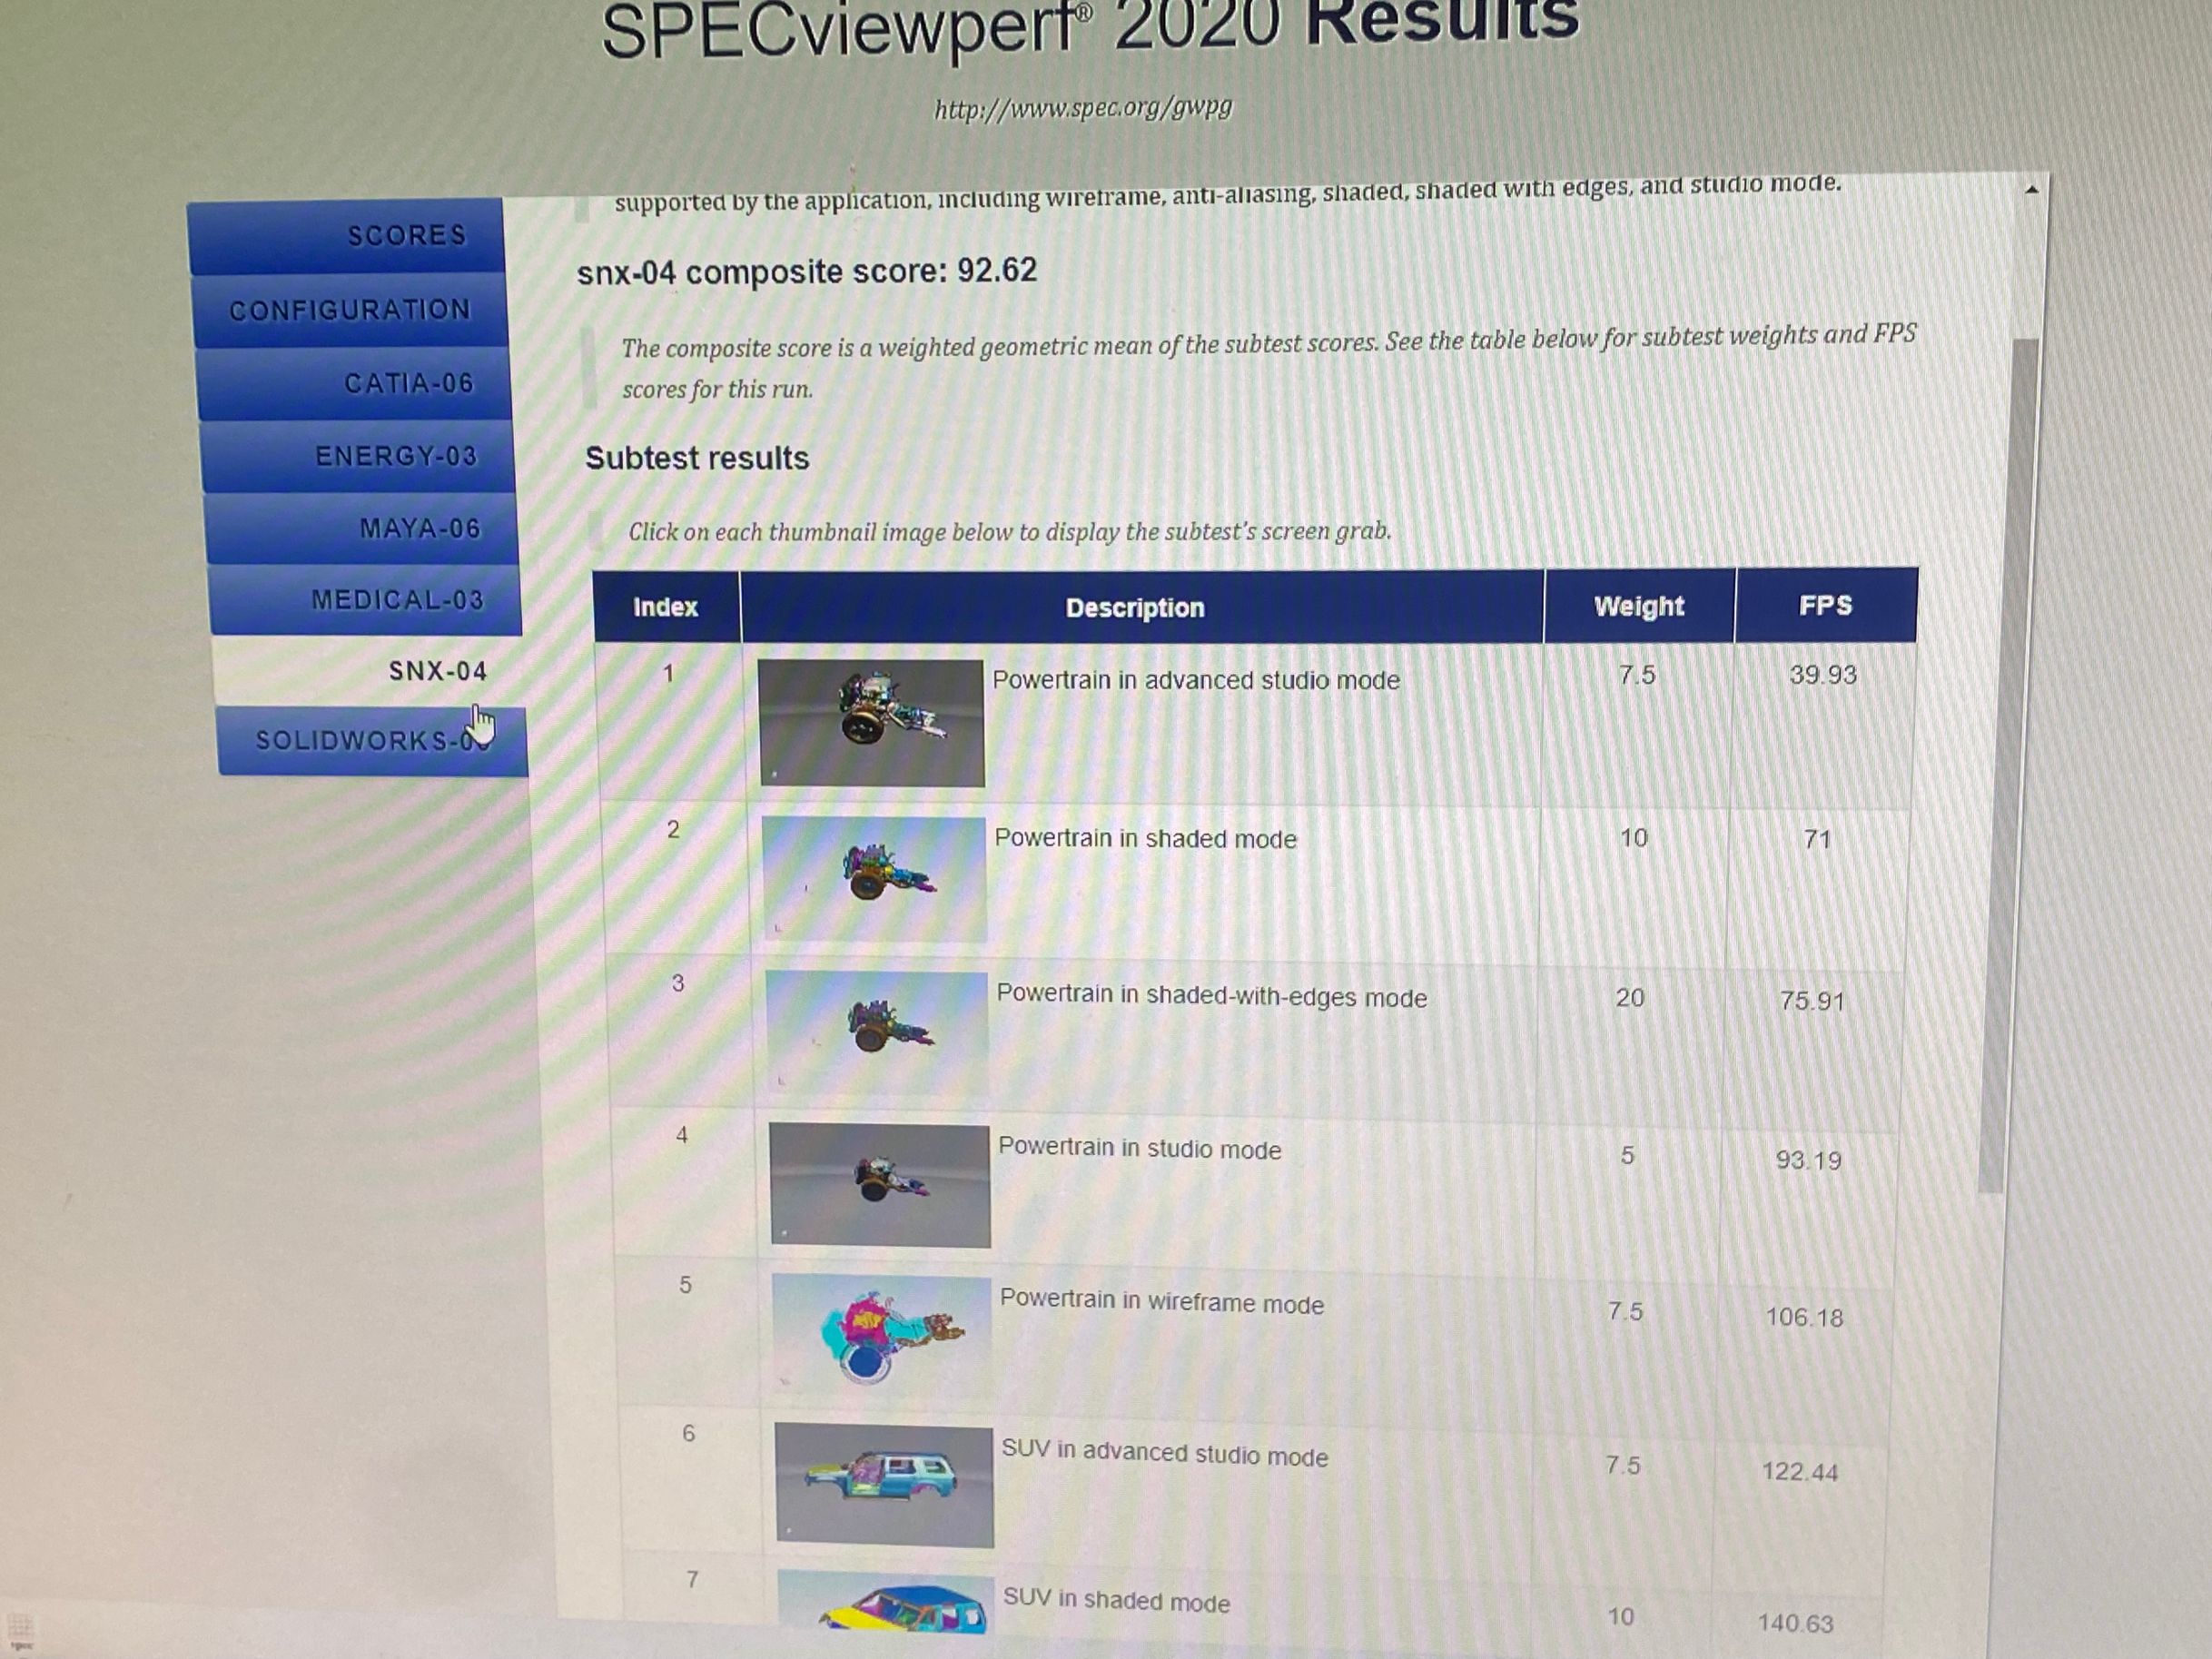 SPECviewperf® 2020 Results
http://www.spec.org/gwpg
supported by the application, including wireframe, anti-aliasing, shaded, shaded with edges, and studio mode.
SCORES
CONFIGURATION
CATIA-06
ENERGY-03
MAYA-06
MEDICAL-03
SNX-04
SOLIDWORKS-0
snx-04 composite score: 92.62
The composite score is a weighted geometric mean of the subtest scores. See the table below for subtest weights and FPS
scores for this run.
Subtest results
Click on each thumbnail image below to display the subtest's screen grab.
Index Description Weight FPS
1 Powertrain in advanced studio mode 7.5 39.93
2 Powertrain in shaded mode 10 71
3 Powertrain in shaded-with-edges mode 20 75.91
4 Powertrain in studio mode 5 93.19
5 Powertrain in wireframe mode 7.5 106.18
6 SUV in advanced studio mode 7.5 122.44
7 SUV in shaded mode 10 140.63